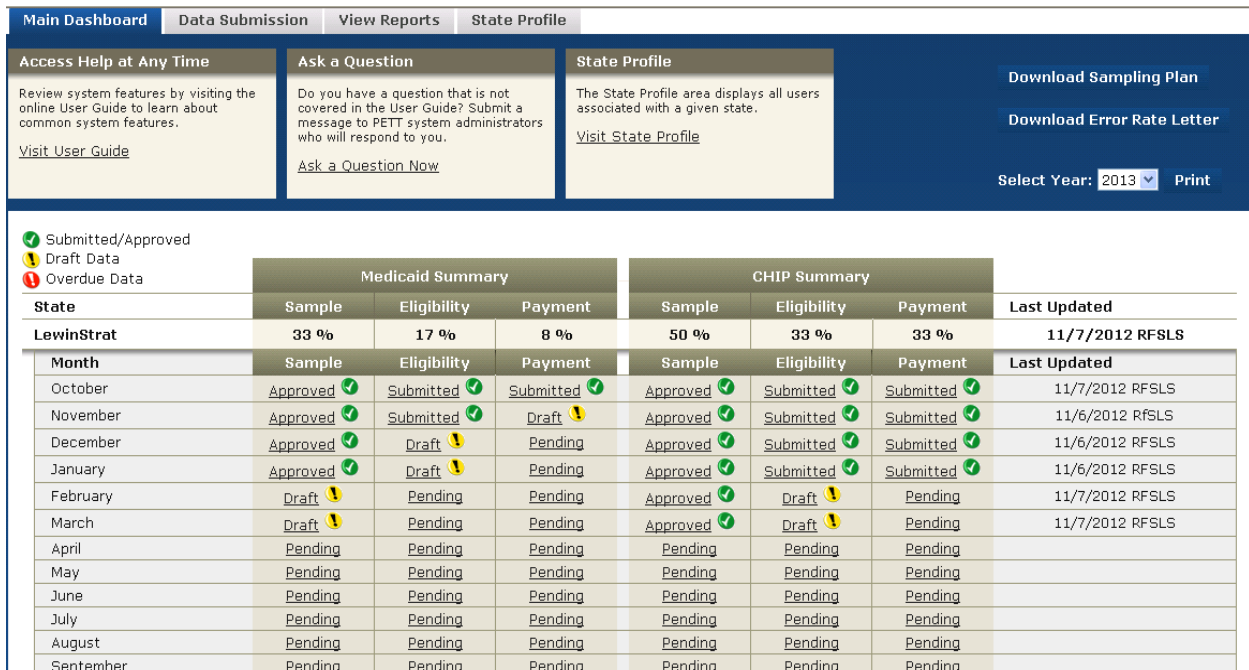 Main Dashboard Data Submission View Reports State Profile
Access Help at Any Time
Review system features by visiting the
online User Guide to learn about
common system features.
Visit User Guide
Ask a Question
Do you have a question that is not
covered in the User Guide? Submit a
message to PETT system administrators
who will respond to you.
Ask a Question Now
State Profile
The State Profile area displays all users
associated with a given state.
Visit State Profile
Download Sampling Plan
Download Error Rate Letter
Select Year: 2013 Print
Submitted/Approved
Draft Data
Overdue Data
Medicaid Summary CHIP Summary
State Sample Eligibility Payment Sample Eligibility Payment Last Updated
LewinStrat 33 % 17 % 8 % 50 % 33 % 33 % 11/7/2012 RFSLS
Month Sample Eligibility Payment Sample Eligibility Payment Last Updated
October Approved Submitted Submitted Approved Submitted Submitted 11/7/2012 RFSLS
November Approved Submitted Draft Approved Submitted Submitted 11/6/2012 RfSLS
December Approved Draft Pending Approved Submitted Submitted 11/6/2012 RFSLS
January Approved Draft Pending Approved Submitted Submitted 11/6/2012 RFSLS
February Draft Pending Pending Approved Draft Pending 11/7/2012 RFSLS
March Draft Pending Pending Approved Draft Pending 11/7/2012 RFSLS
April Pending Pending Pending Pending Pending Pending
May Pending Pending Pending Pending Pending Pending
June Pending Pending Pending Pending Pending Pending
July Pending Pending Pending Pending Pending Pending
August Pending Pending Pending Pending Pending Pending
September Pending Pending Pending Pending Pending Pending